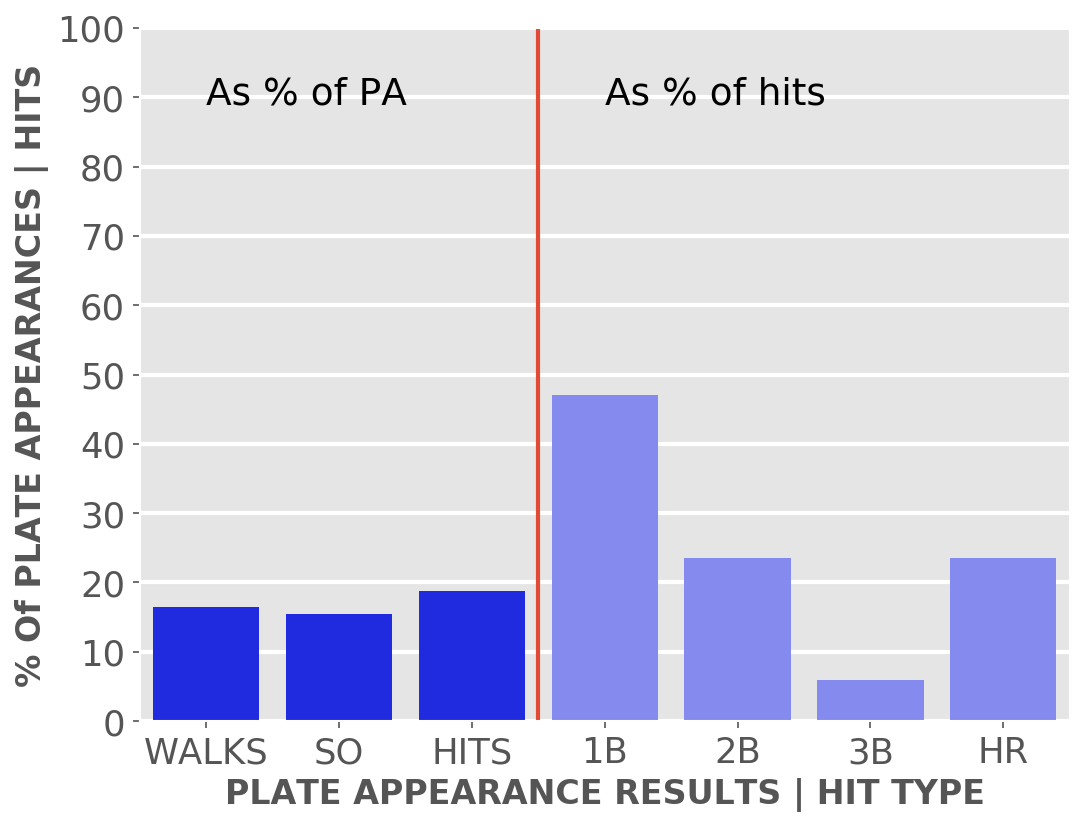 % Of PLATE APPEARANCES | HITS
100
90
80
70
60
50
40
30
20
10
0
As % of PA
As % of hits
WALKS SO HITS 1B 2B 3B HR
PLATE APPEARANCE RESULTS | HIT TYPE